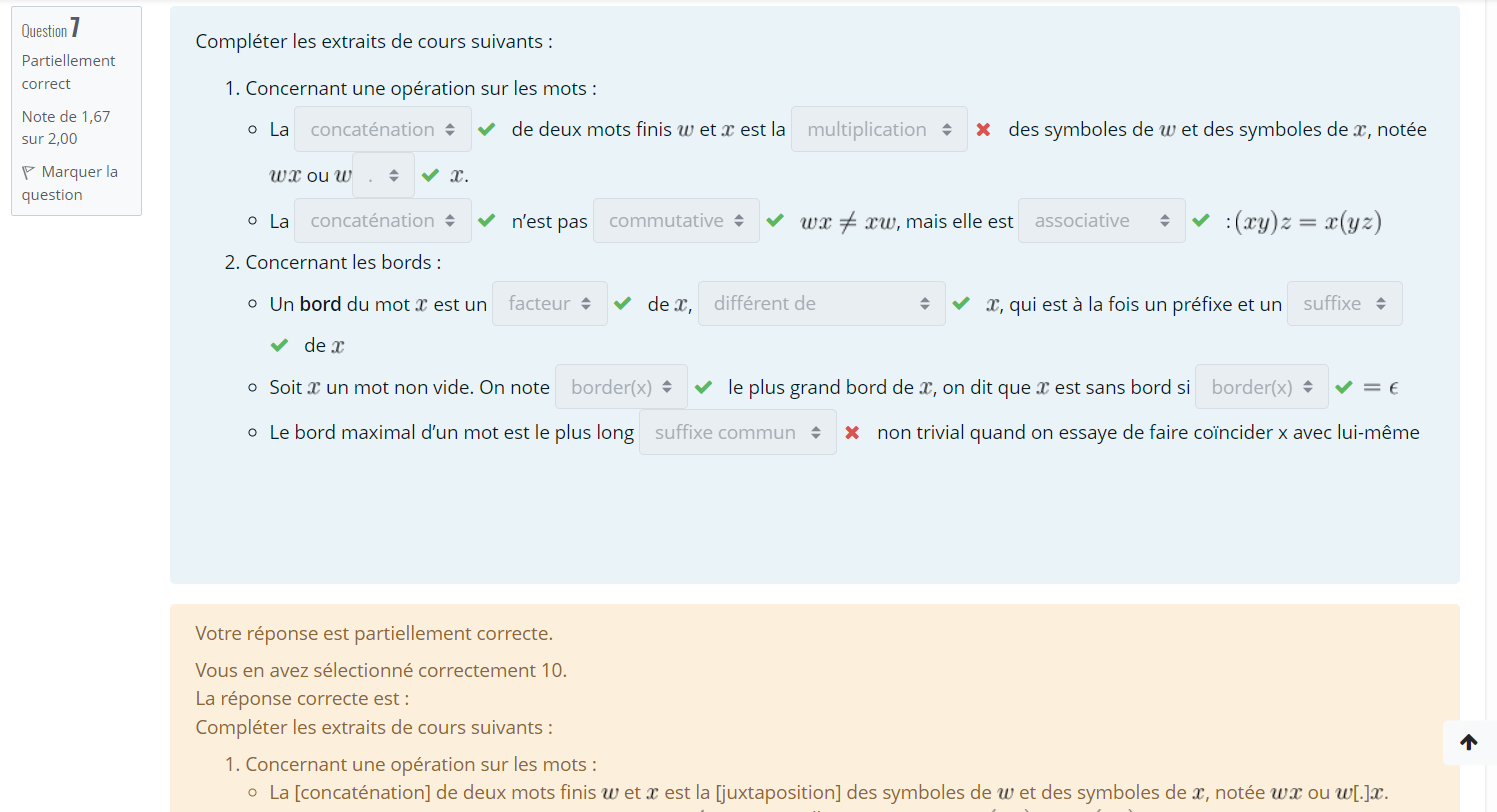 Question 7
Partiellement
correct
Note de 1,67
sur 2,00
Marquer la
question
Compléter les extraits de cours suivants :
1. Concernant une opération sur les mots :
La concaténation de deux mots finis w et x est la multiplication des symboles de w et des symboles de x, notée
wx ou w . x.
La concaténation n’est pas commutative wx ≠ xw, mais elle est associative : (xy)z = x(yz)
2. Concernant les bords :
Un bord du mot x est un facteur de x, différent de x, qui est à la fois un préfixe et un suffixe
de x
Soit x un mot non vide. On note border(x) le plus grand bord de x, on dit que x est sans bord si border(x) = ϵ
Le bord maximal d’un mot est le plus long suffixe commun non trivial quand on essaye de faire coïncider x avec lui-même
Votre réponse est partiellement correcte.
Vous en avez sélectionné correctement 10.
La réponse correcte est :
Compléter les extraits de cours suivants :
1. Concernant une opération sur les mots :
La [concaténation] de deux mots finis w et x est la [juxtaposition] des symboles de w et des symboles de x, notée wx ou w[.]x.